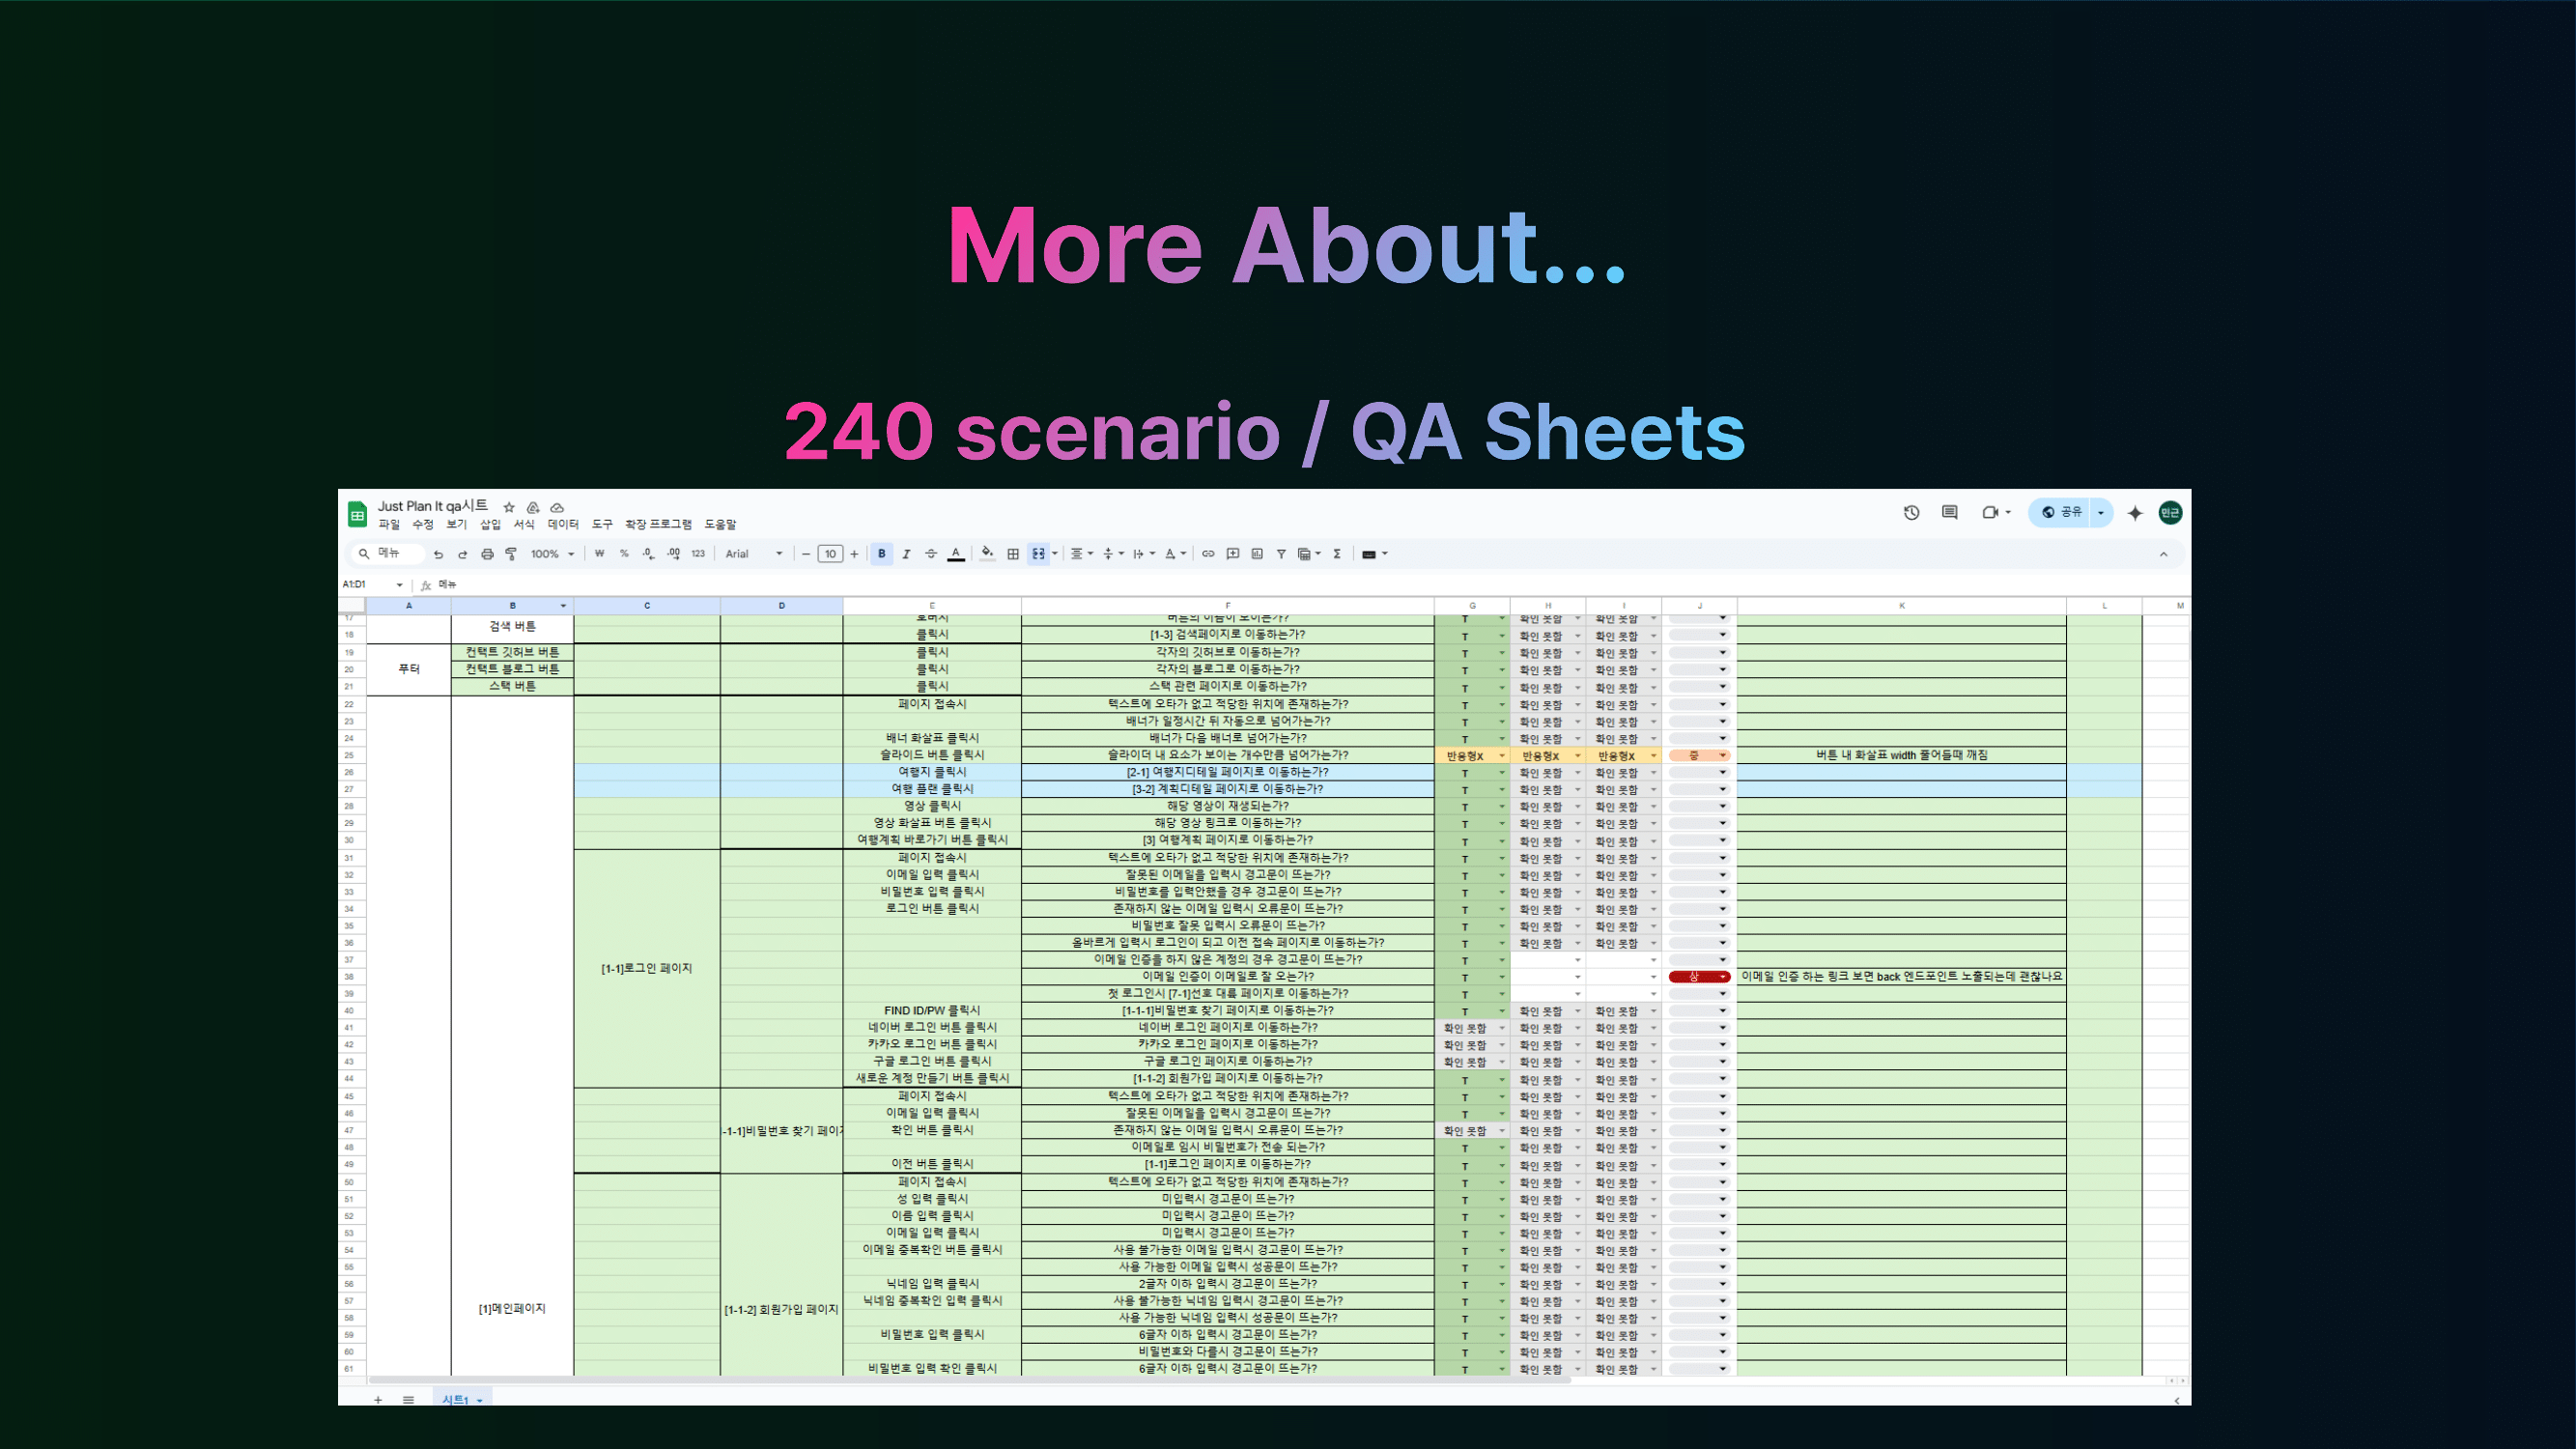 More About...
240 scenario / QA Sheets
Just Plan It qa시트
파일 수정 보기 삽입 서식 데이터 도구 확장 프로그램 도움말
공유
민근
메뉴 100% ₩ % .0 .00 123 Arial 10 B I A Σ
A1:D1 fx 메뉴
A B C D E F G H I J K L M
17 호버시 버튼의 이름이 보이는가? T 확인 못함 확인 못함
검색 버튼
18 클릭시 [1-3] 검색페이지로 이동하는가? T 확인 못함 확인 못함
19 컨택트 깃허브 버튼 클릭시 각자의 깃허브로 이동하는가? T 확인 못함 확인 못함
20 푸터 컨택트 블로그 버튼 클릭시 각자의 블로그로 이동하는가? T 확인 못함 확인 못함
21 스택 버튼 클릭시 스택 관련 페이지로 이동하는가? T 확인 못함 확인 못함
22 페이지 접속시 텍스트에 오타가 없고 적당한 위치에 존재하는가? T 확인 못함 확인 못함
23 배너가 일정시간 뒤 자동으로 넘어가는가? T 확인 못함 확인 못함
24 배너 화살표 클릭시 배너가 다음 배너로 넘어가는가? T 확인 못함 확인 못함
25 슬라이드 버튼 클릭시 슬라이더 내 요소가 보이는 개수만큼 넘어가는가? 반응형X 반응형X 반응형X 중 버튼 내 화살표 width 줄어들때 깨짐
26 여행지 클릭시 [2-1] 여행지디테일 페이지로 이동하는가? T 확인 못함 확인 못함
27 여행 플랜 클릭시 [3-2] 계획디테일 페이지로 이동하는가? T 확인 못함 확인 못함
28 영상 클릭시 해당 영상이 재생되는가? T 확인 못함 확인 못함
29 영상 화살표 버튼 클릭시 해당 영상 링크로 이동하는가? T 확인 못함 확인 못함
30 여행계획 바로가기 버튼 클릭시 [3] 여행계획 페이지로 이동하는가? T 확인 못함 확인 못함
31 페이지 접속시 텍스트에 오타가 없고 적당한 위치에 존재하는가? T 확인 못함 확인 못함
32 이메일 입력 클릭시 잘못된 이메일을 입력시 경고문이 뜨는가? T 확인 못함 확인 못함
33 비밀번호 입력 클릭시 비밀번호를 입력안했을 경우 경고문이 뜨는가? T 확인 못함 확인 못함
34 로그인 버튼 클릭시 존재하지 않는 이메일 입력시 오류문이 뜨는가? T 확인 못함 확인 못함
35 비밀번호 잘못 입력시 오류문이 뜨는가? T 확인 못함 확인 못함
36 올바르게 입력시 로그인이 되고 이전 접속 페이지로 이동하는가? T 확인 못함 확인 못함
37 이메일 인증을 하지 않은 계정의 경우 경고문이 뜨는가? T
[1-1]로그인 페이지
38 이메일 인증이 이메일로 잘 오는가? T 상 이메일 인증 하는 링크 보면 back 엔드포인트 노출되는데 괜찮나요
39 첫 로그인시 [7-1]선호 대륙 페이지로 이동하는가? T
40 FIND ID/PW 클릭시 [1-1-1]비밀번호 찾기 페이지로 이동하는가? T 확인 못함 확인 못함
41 네이버 로그인 버튼 클릭시 네이버 로그인 페이지로 이동하는가? 확인 못함 확인 못함 확인 못함
42 카카오 로그인 버튼 클릭시 카카오 로그인 페이지로 이동하는가? 확인 못함 확인 못함 확인 못함
43 구글 로그인 버튼 클릭시 구글 로그인 페이지로 이동하는가? 확인 못함 확인 못함 확인 못함
44 새로운 계정 만들기 버튼 클릭시 [1-1-2] 회원가입 페이지로 이동하는가? T 확인 못함 확인 못함
45 페이지 접속시 텍스트에 오타가 없고 적당한 위치에 존재하는가? T 확인 못함 확인 못함
46 이메일 입력 클릭시 잘못된 이메일을 입력시 경고문이 뜨는가? T 확인 못함 확인 못함
47 -1-1]비밀번호 찾기 페이지 확인 버튼 클릭시 존재하지 않는 이메일 입력시 오류문이 뜨는가? 확인 못함 확인 못함 확인 못함
48 이메일로 임시 비밀번호가 전송 되는가? T 확인 못함 확인 못함
49 이전 버튼 클릭시 [1-1]로그인 페이지로 이동하는가? T 확인 못함 확인 못함
50 페이지 접속시 텍스트에 오타가 없고 적당한 위치에 존재하는가? T 확인 못함 확인 못함
51 성 입력 클릭시 미입력시 경고문이 뜨는가? T 확인 못함 확인 못함
52 이름 입력 클릭시 미입력시 경고문이 뜨는가? T 확인 못함 확인 못함
53 이메일 입력 클릭시 미입력시 경고문이 뜨는가? T 확인 못함 확인 못함
54 이메일 중복확인 버튼 클릭시 사용 불가능한 이메일 입력시 경고문이 뜨는가? T 확인 못함 확인 못함
55 사용 가능한 이메일 입력시 성공문이 뜨는가? T 확인 못함 확인 못함
56 닉네임 입력 클릭시 2글자 이하 입력시 경고문이 뜨는가? T 확인 못함 확인 못함
57 닉네임 중복확인 입력 클릭시 사용 불가능한 닉네임 입력시 경고문이 뜨는가? T 확인 못함 확인 못함
[1]메인페이지 [1-1-2] 회원가입 페이지
58 사용 가능한 닉네임 입력시 성공문이 뜨는가? T 확인 못함 확인 못함
59 비밀번호 입력 클릭시 6글자 이하 입력시 경고문이 뜨는가? T 확인 못함 확인 못함
60 비밀번호와 다를시 경고문이 뜨는가? T 확인 못함 확인 못함
61 비밀번호 입력 확인 클릭시 6글자 이하 입력시 경고문이 뜨는가? T 확인 못함 확인 못함
시트1